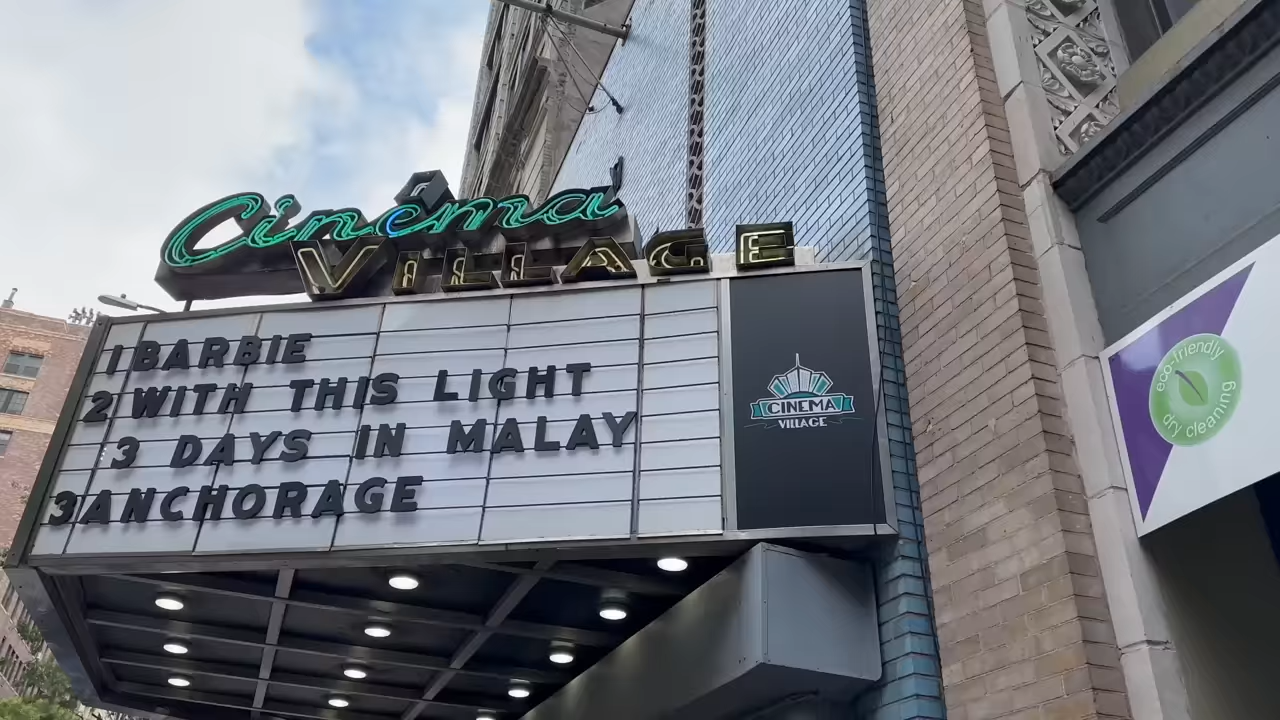 Cinema
VILLAGE
1 BARBIE
2 WITH THIS LIGHT
3 DAYS IN MALAY
3 ANCHORAGE
CINEMA
VILLAGE
eco-friendly
dry cleaning